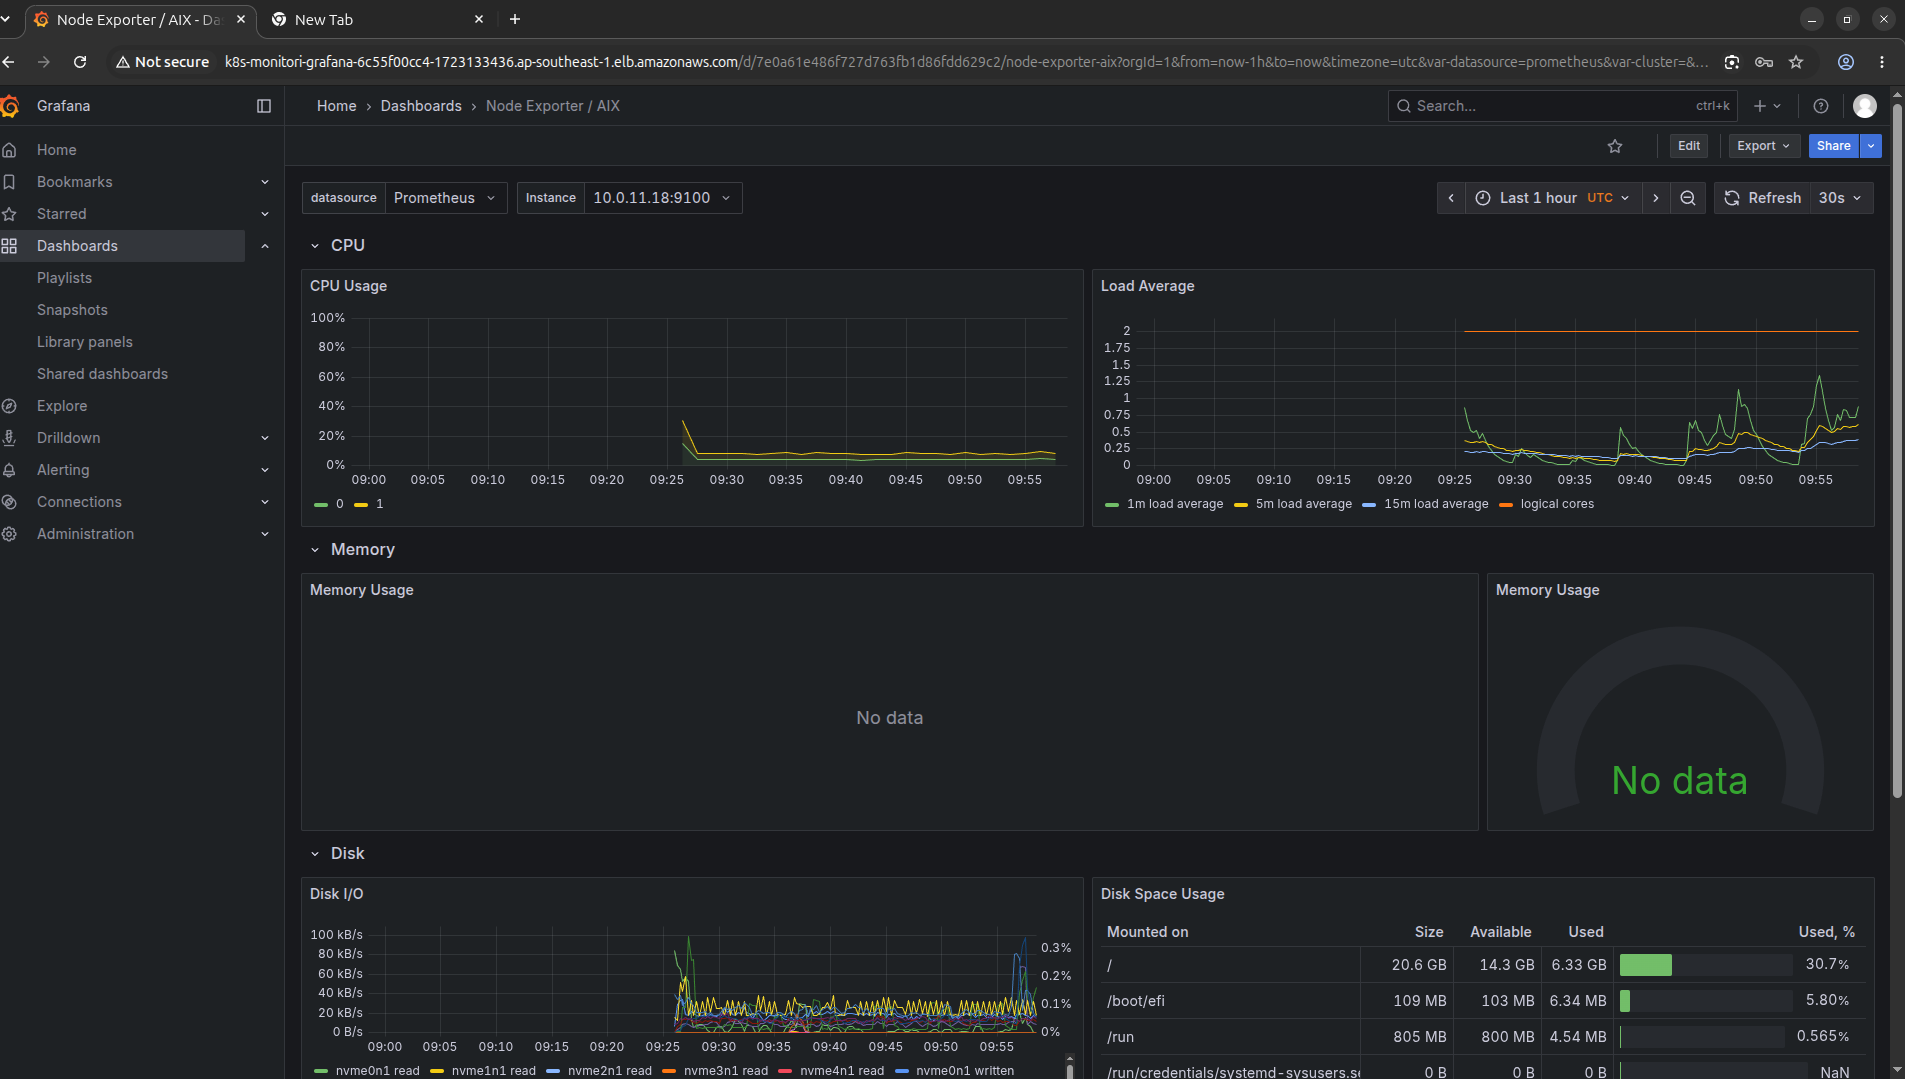 Node Exporter / AIX - Da
New Tab
Not secure
k8s-monitori-grafana-6c55f00cc4-1723133436.ap-southeast-1.elb.amazonaws.com/d/7e0a61e486f727d763fb1d86fdd629c2/node-exporter-aix?orgId=1&from=now-1h&to=now&timezone=utc&var-datasource=prometheus&var-cluster=&...
Grafana
Home › Dashboards › Node Exporter / AIX
Search... ctrl+k
Home
Bookmarks
Starred
Dashboards
Playlists
Snapshots
Library panels
Shared dashboards
Explore
Drilldown
Alerting
Connections
Administration
Edit Export Share
datasource Prometheus Instance 10.0.11.18:9100
Last 1 hour UTC Refresh 30s
CPU
CPU Usage
100%
80%
60%
40%
20%
0%
09:00 09:05 09:10 09:15 09:20 09:25 09:30 09:35 09:40 09:45 09:50 09:55
0 1
Load Average
2
1.75
1.5
1.25
1
0.75
0.5
0.25
0
09:00 09:05 09:10 09:15 09:20 09:25 09:30 09:35 09:40 09:45 09:50 09:55
1m load average 5m load average 15m load average logical cores
Memory
Memory Usage
No data
Memory Usage
No data
Disk
Disk I/O
100 kB/s
80 kB/s
60 kB/s
40 kB/s
20 kB/s
0 B/s
0.3%
0.2%
0.1%
0%
09:00 09:05 09:10 09:15 09:20 09:25 09:30 09:35 09:40 09:45 09:50 09:55
nvme0n1 read nvme1n1 read nvme2n1 read nvme3n1 read nvme4n1 read nvme0n1 written
Disk Space Usage
Mounted on Size Available Used Used, %
/ 20.6 GB 14.3 GB 6.33 GB 30.7%
/boot/efi 109 MB 103 MB 6.34 MB 5.80%
/run 805 MB 800 MB 4.54 MB 0.565%
/run/credentials/systemd-sysusers.se 0 B 0 B 0 B NaN